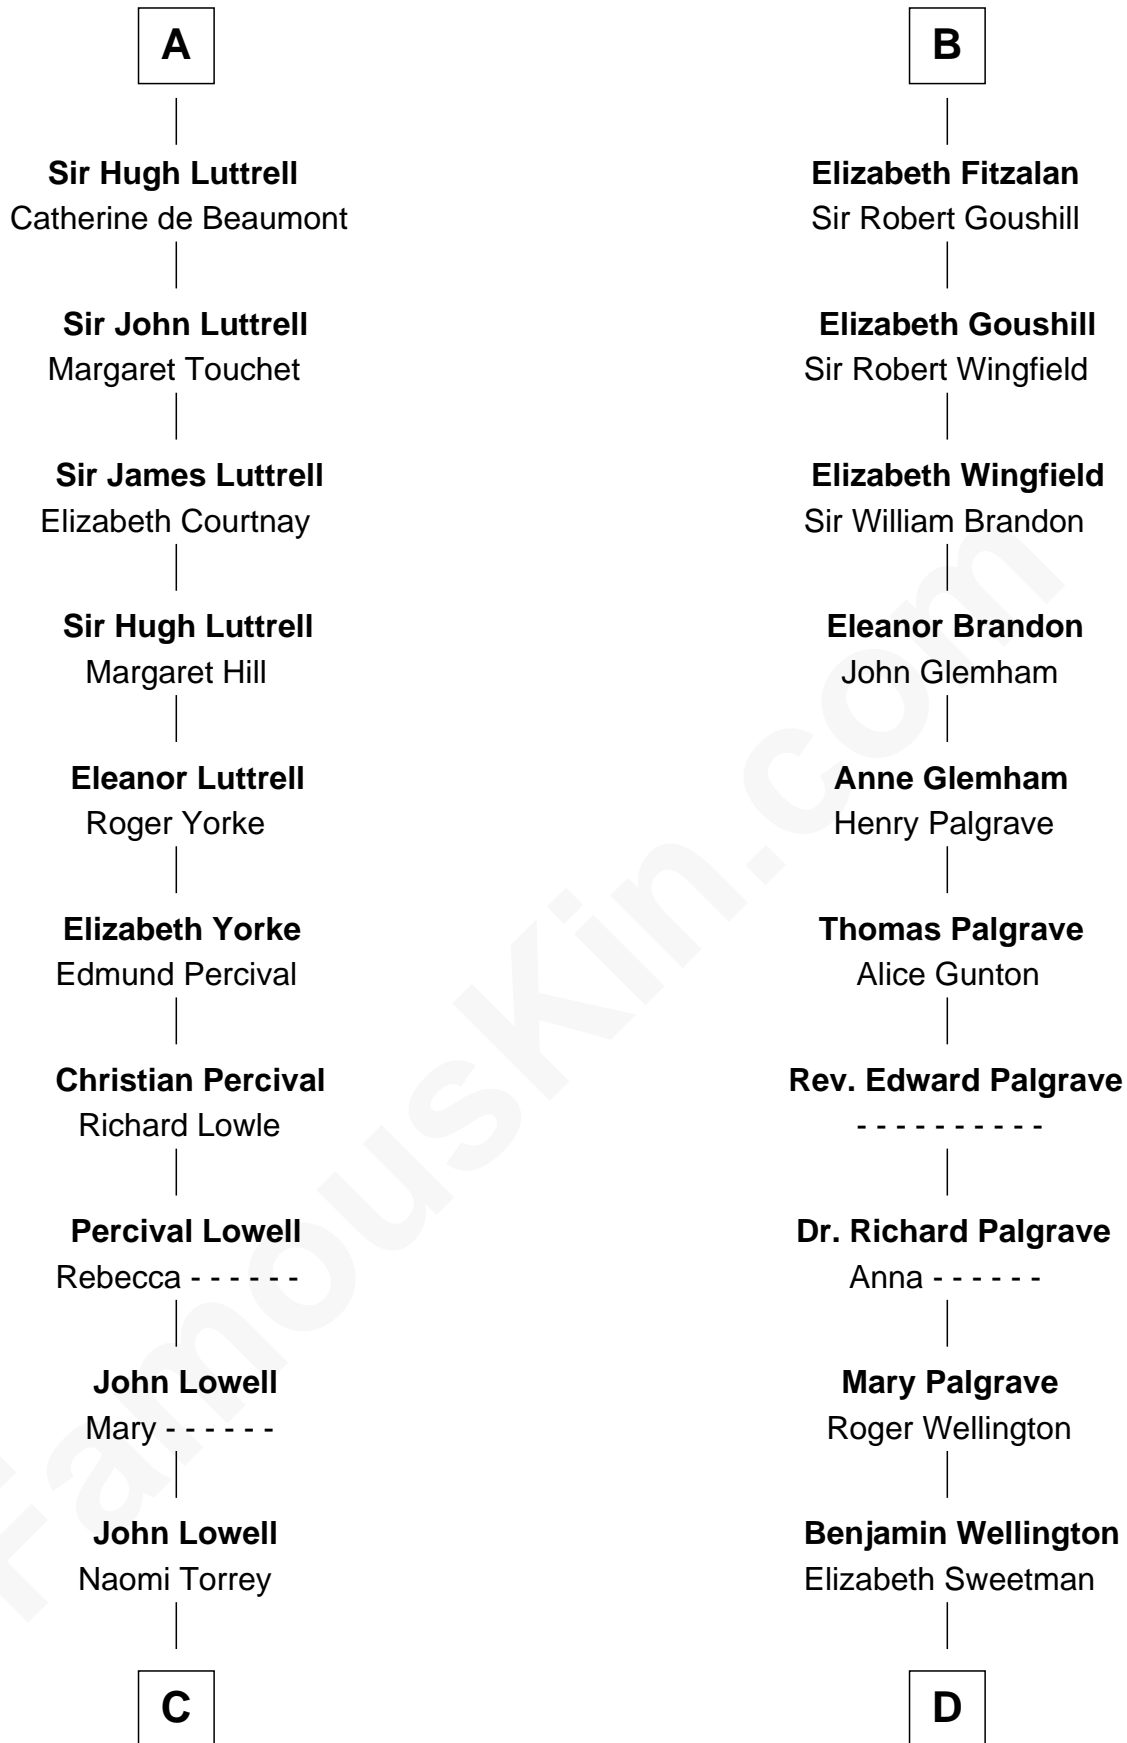 A
Sir Hugh Luttrell
Catherine de Beaumont
Sir John Luttrell
Margaret Touchet
Sir James Luttrell
Elizabeth Courtnay
Sir Hugh Luttrell
Margaret Hill
Eleanor Luttrell
Roger Yorke
Elizabeth Yorke
Edmund Percival
Christian Percival
Richard Lowle
Percival Lowell
Rebecca - - - - - -
John Lowell
Mary - - - - - -
John Lowell
Naomi Torrey
C
B
Elizabeth Fitzalan
Sir Robert Goushill
Elizabeth Goushill
Sir Robert Wingfield
Elizabeth Wingfield
Sir William Brandon
Eleanor Brandon
John Glemham
Anne Glemham
Henry Palgrave
Thomas Palgrave
Alice Gunton
Rev. Edward Palgrave
- - - - - - - - - -
Dr. Richard Palgrave
Anna - - - - - -
Mary Palgrave
Roger Wellington
Benjamin Wellington
Elizabeth Sweetman
D
FamousKin.com